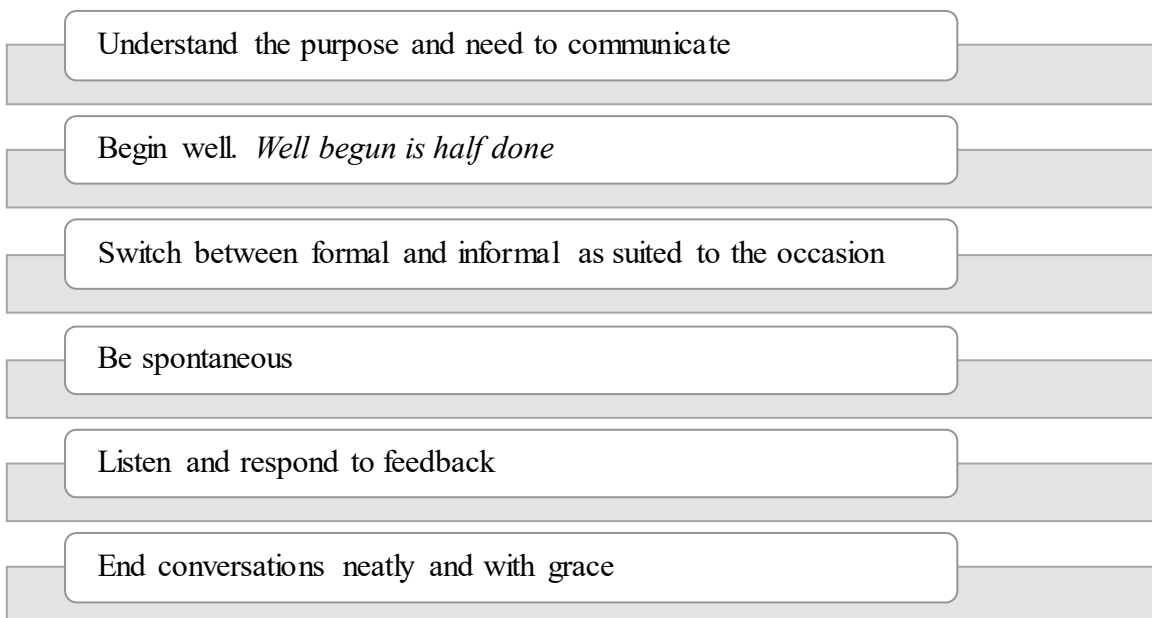 Understand the purpose and need to communicate
Begin well. Well begun is half done
Switch between formal and informal as suited to the occasion
Be spontaneous
Listen and respond to feedback
End conversations neatly and with grace